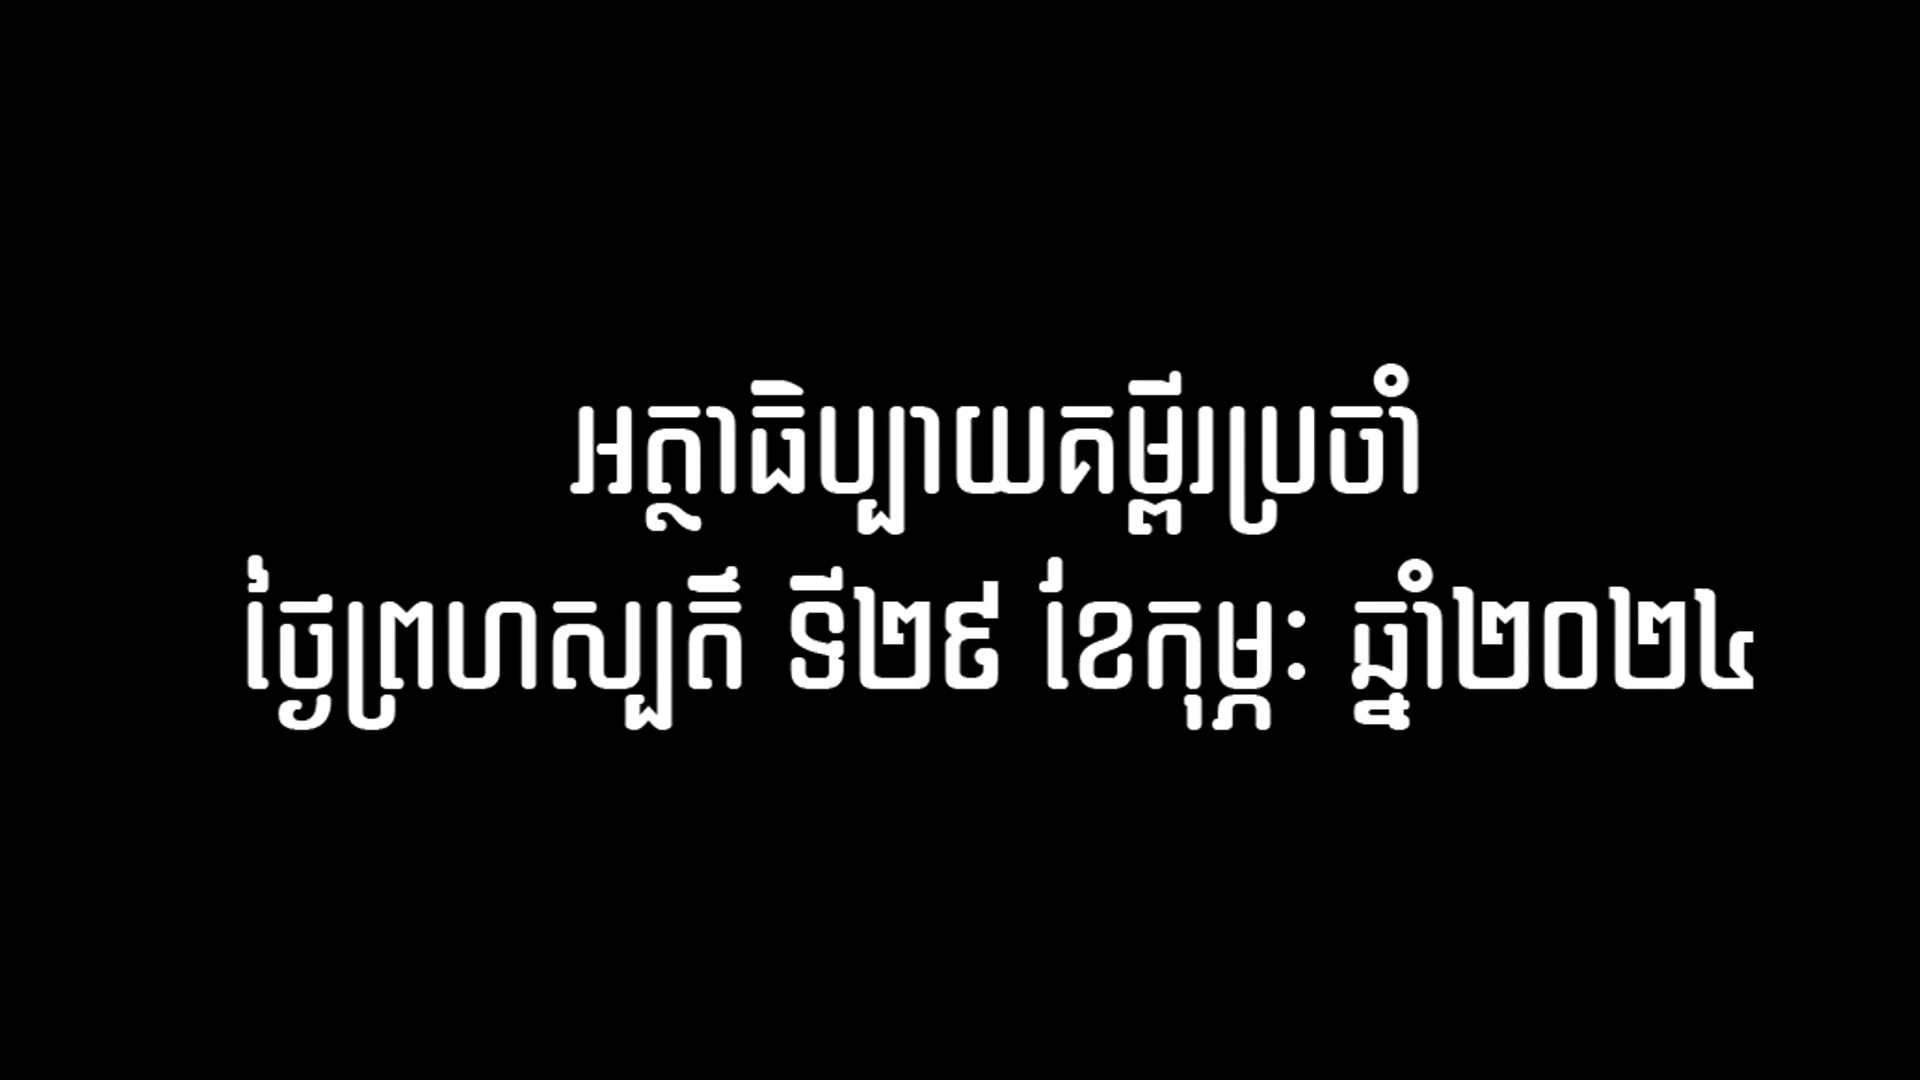 អត្ថាធិប្បាយគម្ពីរប្រចាំ
ថ្ងៃព្រហស្បតិ៍ ទី២៩ ខែកុម្ភៈ ឆ្នាំ២០២៤